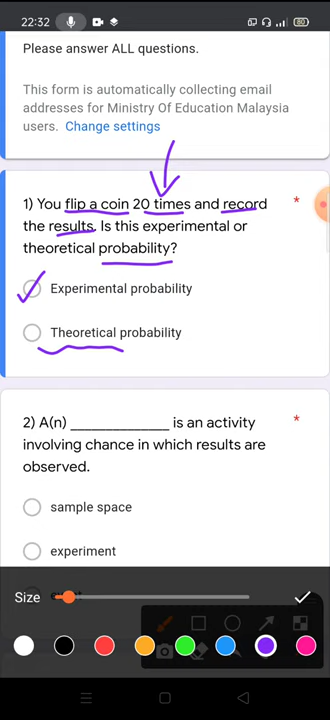 22:32
80
Please answer ALL questions.
This form is automatically collecting email
addresses for Ministry Of Education Malaysia
users. Change settings
1) You flip a coin 20 times and record *
the results. Is this experimental or
theoretical probability?
Experimental probability
Theoretical probability
2) A(n) ______________ is an activity *
involving chance in which results are
observed.
sample space
experiment
Size